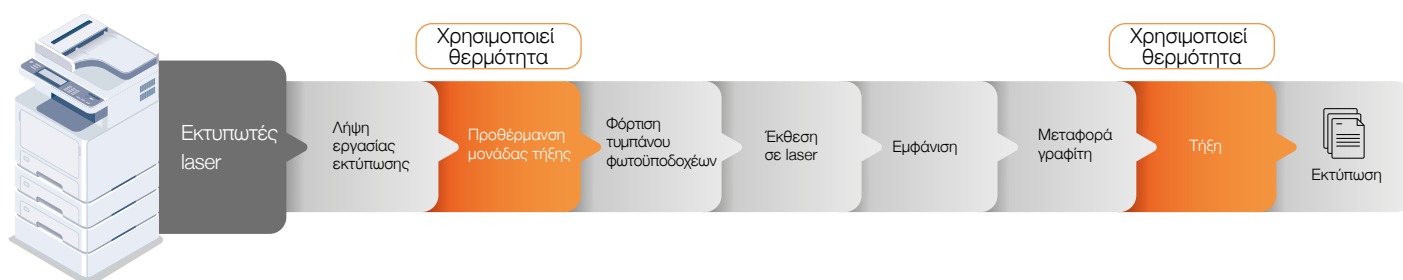 Χρησιμοποιεί
θερμότητα
Χρησιμοποιεί
θερμότητα
Εκτυπωτές
laser
Λήψη
εργασίας
εκτύπωσης
Προθέρμανση
μονάδας τήξης
Φόρτιση
τυμπάνου
φωτοϋποδοχέων
Έκθεση
σε laser
Εμφάνιση
Μεταφορά
γραφίτη
Τήξη
Εκτύπωση